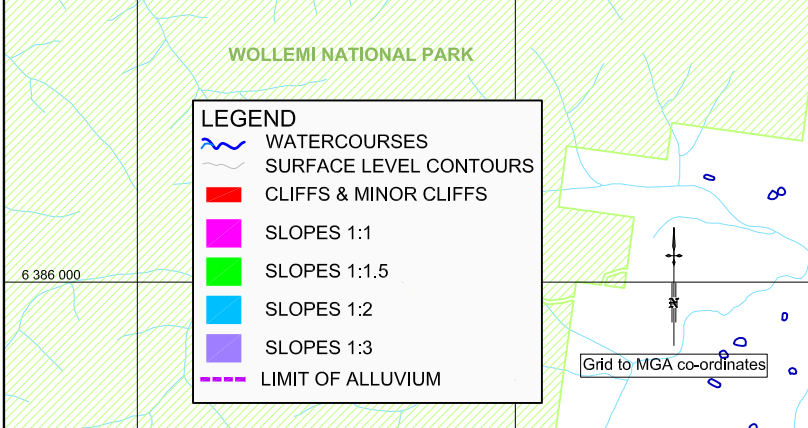 WOLLEMI NATIONAL PARK
LEGEND
WATERCOURSES
SURFACE LEVEL CONTOURS
CLIFFS & MINOR CLIFFS
SLOPES 1:1
SLOPES 1:1.5
SLOPES 1:2
SLOPES 1:3
LIMIT OF ALLUVIUM
6 386 000
N
Grid to MGA co-ordinates